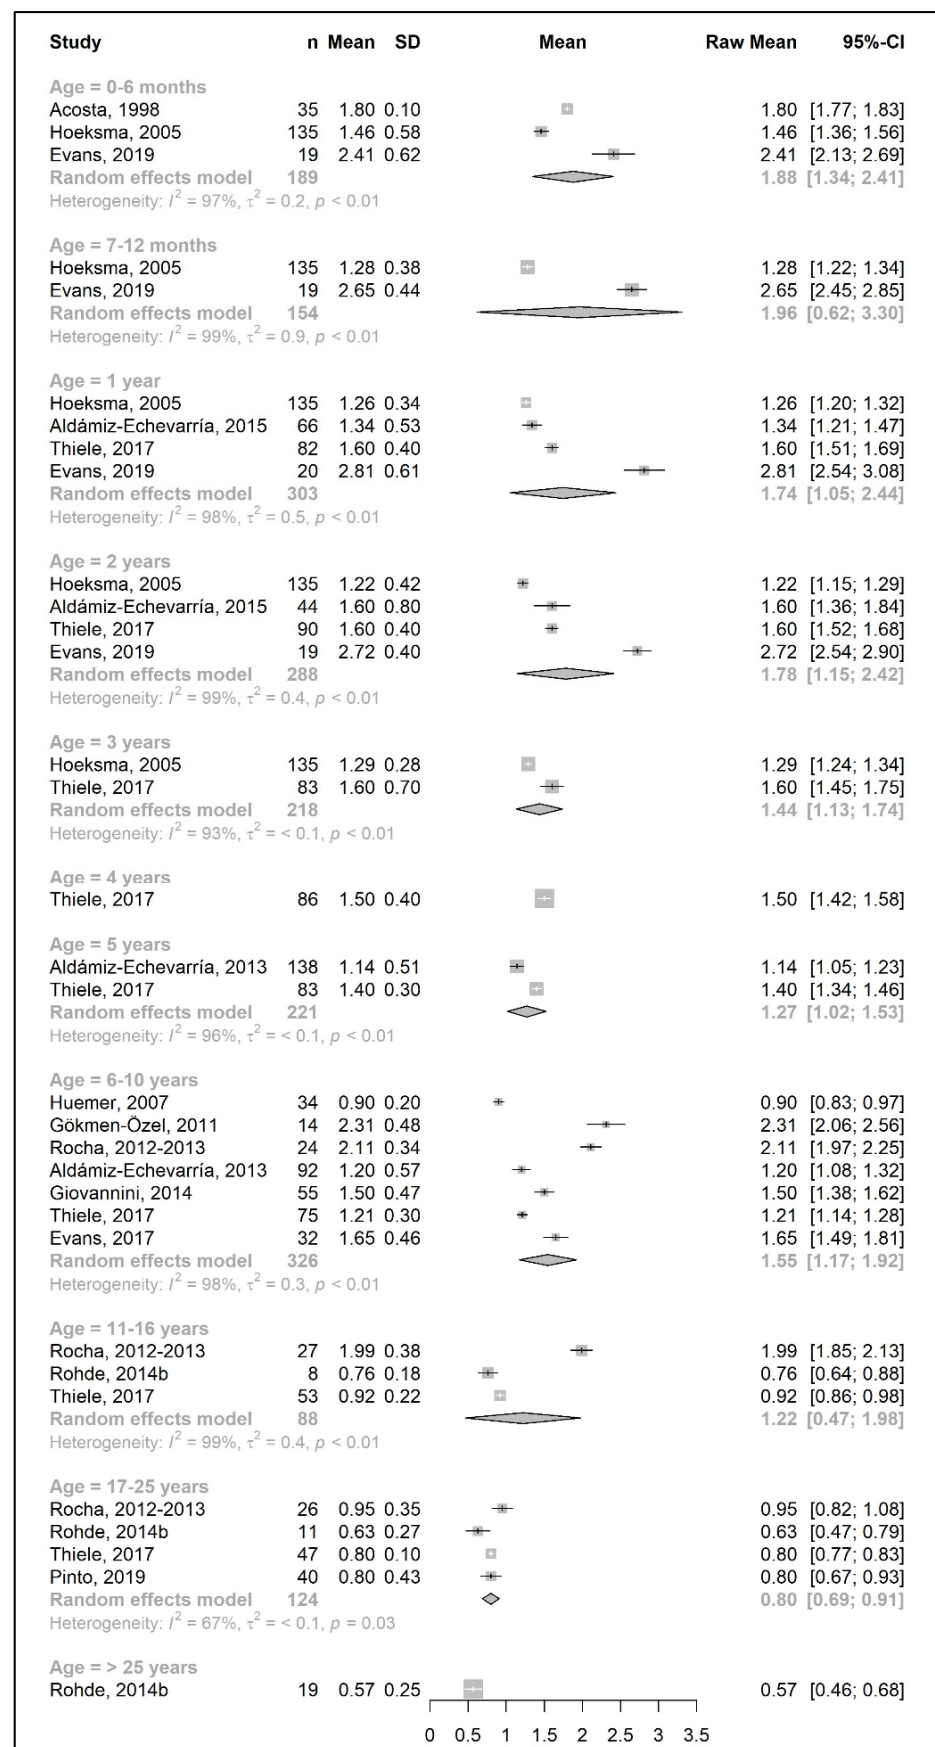 Study n Mean SD Mean Raw Mean 95%-CI
Age = 0-6 months
Acosta, 1998 35 1.80 0.10 1.80 [1.77; 1.83]
Hoeksma, 2005 135 1.46 0.58 1.46 [1.36; 1.56]
Evans, 2019 19 2.41 0.62 2.41 [2.13; 2.69]
Random effects model 189 1.88 [1.34; 2.41]
Heterogeneity: I² = 97%, τ² = 0.2, p < 0.01
Age = 7-12 months
Hoeksma, 2005 135 1.28 0.38 1.28 [1.22; 1.34]
Evans, 2019 19 2.65 0.44 2.65 [2.45; 2.85]
Random effects model 154 1.96 [0.62; 3.30]
Heterogeneity: I² = 99%, τ² = 0.9, p < 0.01
Age = 1 year
Hoeksma, 2005 135 1.26 0.34 1.26 [1.20; 1.32]
Aldámiz-Echevarría, 2015 66 1.34 0.53 1.34 [1.21; 1.47]
Thiele, 2017 82 1.60 0.40 1.60 [1.51; 1.69]
Evans, 2019 20 2.81 0.61 2.81 [2.54; 3.08]
Random effects model 303 1.74 [1.05; 2.44]
Heterogeneity: I² = 98%, τ² = 0.5, p < 0.01
Age = 2 years
Hoeksma, 2005 135 1.22 0.42 1.22 [1.15; 1.29]
Aldámiz-Echevarría, 2015 44 1.60 0.80 1.60 [1.36; 1.84]
Thiele, 2017 90 1.60 0.40 1.60 [1.52; 1.68]
Evans, 2019 19 2.72 0.40 2.72 [2.54; 2.90]
Random effects model 288 1.78 [1.15; 2.42]
Heterogeneity: I² = 99%, τ² = 0.4, p < 0.01
Age = 3 years
Hoeksma, 2005 135 1.29 0.28 1.29 [1.24; 1.34]
Thiele, 2017 83 1.60 0.70 1.60 [1.45; 1.75]
Random effects model 218 1.44 [1.13; 1.74]
Heterogeneity: I² = 93%, τ² = < 0.1, p < 0.01
Age = 4 years
Thiele, 2017 86 1.50 0.40 1.50 [1.42; 1.58]
Age = 5 years
Aldámiz-Echevarría, 2013 138 1.14 0.51 1.14 [1.05; 1.23]
Thiele, 2017 83 1.40 0.30 1.40 [1.34; 1.46]
Random effects model 221 1.27 [1.02; 1.53]
Heterogeneity: I² = 96%, τ² = < 0.1, p < 0.01
Age = 6-10 years
Huemer, 2007 34 0.90 0.20 0.90 [0.83; 0.97]
Gökmen-Özel, 2011 14 2.31 0.48 2.31 [2.06; 2.56]
Rocha, 2012-2013 24 2.11 0.34 2.11 [1.97; 2.25]
Aldámiz-Echevarría, 2013 92 1.20 0.57 1.20 [1.08; 1.32]
Giovannini, 2014 55 1.50 0.47 1.50 [1.38; 1.62]
Thiele, 2017 75 1.21 0.30 1.21 [1.14; 1.28]
Evans, 2017 32 1.65 0.46 1.65 [1.49; 1.81]
Random effects model 326 1.55 [1.17; 1.92]
Heterogeneity: I² = 98%, τ² = 0.3, p < 0.01
Age = 11-16 years
Rocha, 2012-2013 27 1.99 0.38 1.99 [1.85; 2.13]
Rohde, 2014b 8 0.76 0.18 0.76 [0.64; 0.88]
Thiele, 2017 53 0.92 0.22 0.92 [0.86; 0.98]
Random effects model 88 1.22 [0.47; 1.98]
Heterogeneity: I² = 99%, τ² = 0.4, p < 0.01
Age = 17-25 years
Rocha, 2012-2013 26 0.95 0.35 0.95 [0.82; 1.08]
Rohde, 2014b 11 0.63 0.27 0.63 [0.47; 0.79]
Thiele, 2017 47 0.80 0.10 0.80 [0.77; 0.83]
Pinto, 2019 40 0.80 0.43 0.80 [0.67; 0.93]
Random effects model 124 0.80 [0.69; 0.91]
Heterogeneity: I² = 67%, τ² = < 0.1, p = 0.03
Age = > 25 years
Rohde, 2014b 19 0.57 0.25 0.57 [0.46; 0.68]
0 0.5 1 1.5 2 2.5 3 3.5